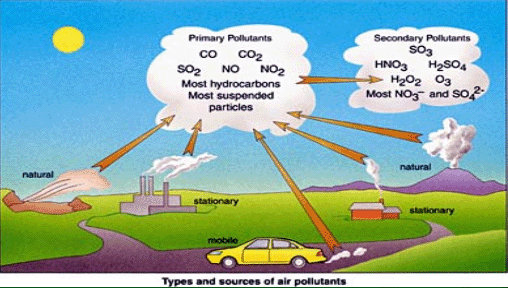 Primary Pollutants
CO CO₂
SO₂ NO NO₂
Most hydrocarbons
Most suspended
particles
Secondary Pollutants
SO₃
HNO₃ H₂SO₄
H₂O₂ O₃
Most NO₃⁻ and SO₄²⁻
natural
stationary
mobile
natural
stationary
Types and sources of air pollutants